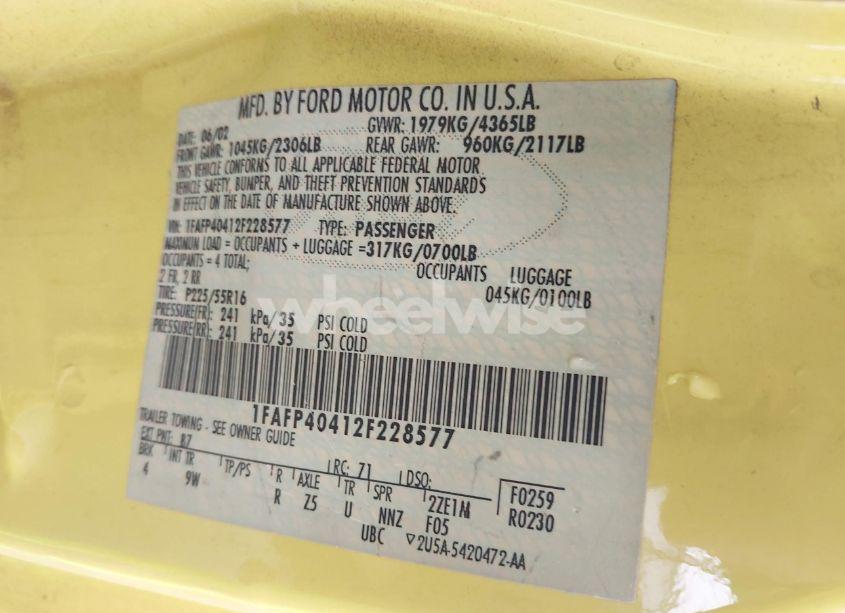 MFD. BY FORD MOTOR CO. IN U.S.A.
DATE: 06/02 GVWR: 1979KG/4365LB
FRONT GAWR: 1045KG/2306LB REAR GAWR: 960KG/2117LB
THIS VEHICLE CONFORMS TO ALL APPLICABLE FEDERAL MOTOR
VEHICLE SAFETY, BUMPER, AND THEFT PREVENTION STANDARDS
IN EFFECT ON THE DATE OF MANUFACTURE SHOWN ABOVE.
VIN: 1FAFP40412F228577 TYPE: PASSENGER
MAXIMUM LOAD = OCCUPANTS + LUGGAGE =317KG/0700LB
OCCUPANTS = 4 TOTAL; OCCUPANTS LUGGAGE
2 FR, 2 RR 045KG/0100LB
TIRE: P225/55R16
PRESSURE(FR): 241 kPa/35 PSI COLD
PRESSURE(RR): 241 kPa/35 PSI COLD
wheelwise
1FAFP40412F228577
TRAILER TOWING - SEE OWNER GUIDE
EXT PNT: B7 RC: 71 DSO:
BRK INT TR TP/PS R AXLE TR SPR 2ZE1M F0259
4 9W R Z5 U NNZ F05 R0230
UBC ▽2U5A-5420472-AA